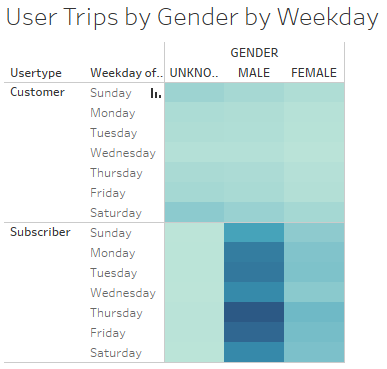 User Trips by Gender by Weekday
GENDER
Usertype Weekday of.. UNKNO.. MALE FEMALE
Customer Sunday
Monday
Tuesday
Wednesday
Thursday
Friday
Saturday
Subscriber Sunday
Monday
Tuesday
Wednesday
Thursday
Friday
Saturday